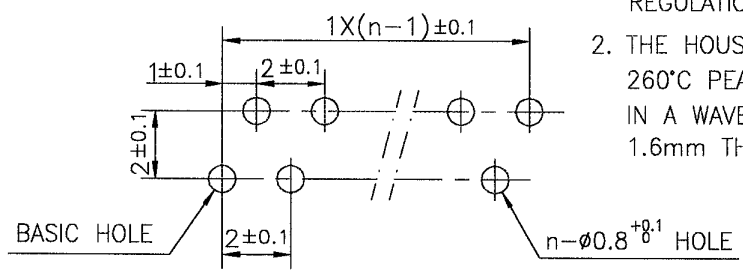 REGULATIO
1X(n-1)±0.1
2. THE HOUS
1±0.1
2±0.1
260°C PEA
IN A WAVE
2±0.1
1.6mm TH
BASIC HOLE
2±0.1
n-ø0.8 +0.1 0 HOLE